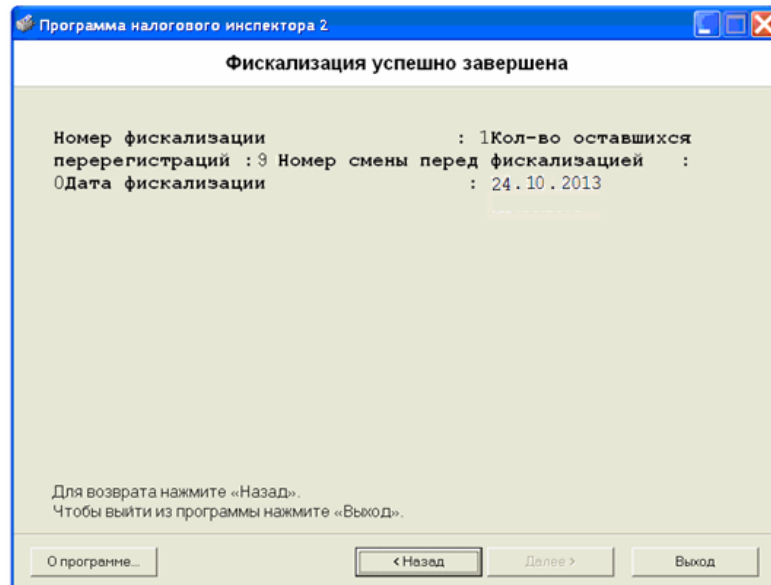 Программа налогового инспектора 2
Фискализация успешно завершена
Номер фискализации : 1Кол-во оставшихся
перерегистраций :9 Номер смены перед фискализацией :
0Дата фискализации : 24.10.2013
Для возврата нажмите «Назад».
Чтобы выйти из программы нажмите «Выход».
О программе... < Назад Далее > Выход